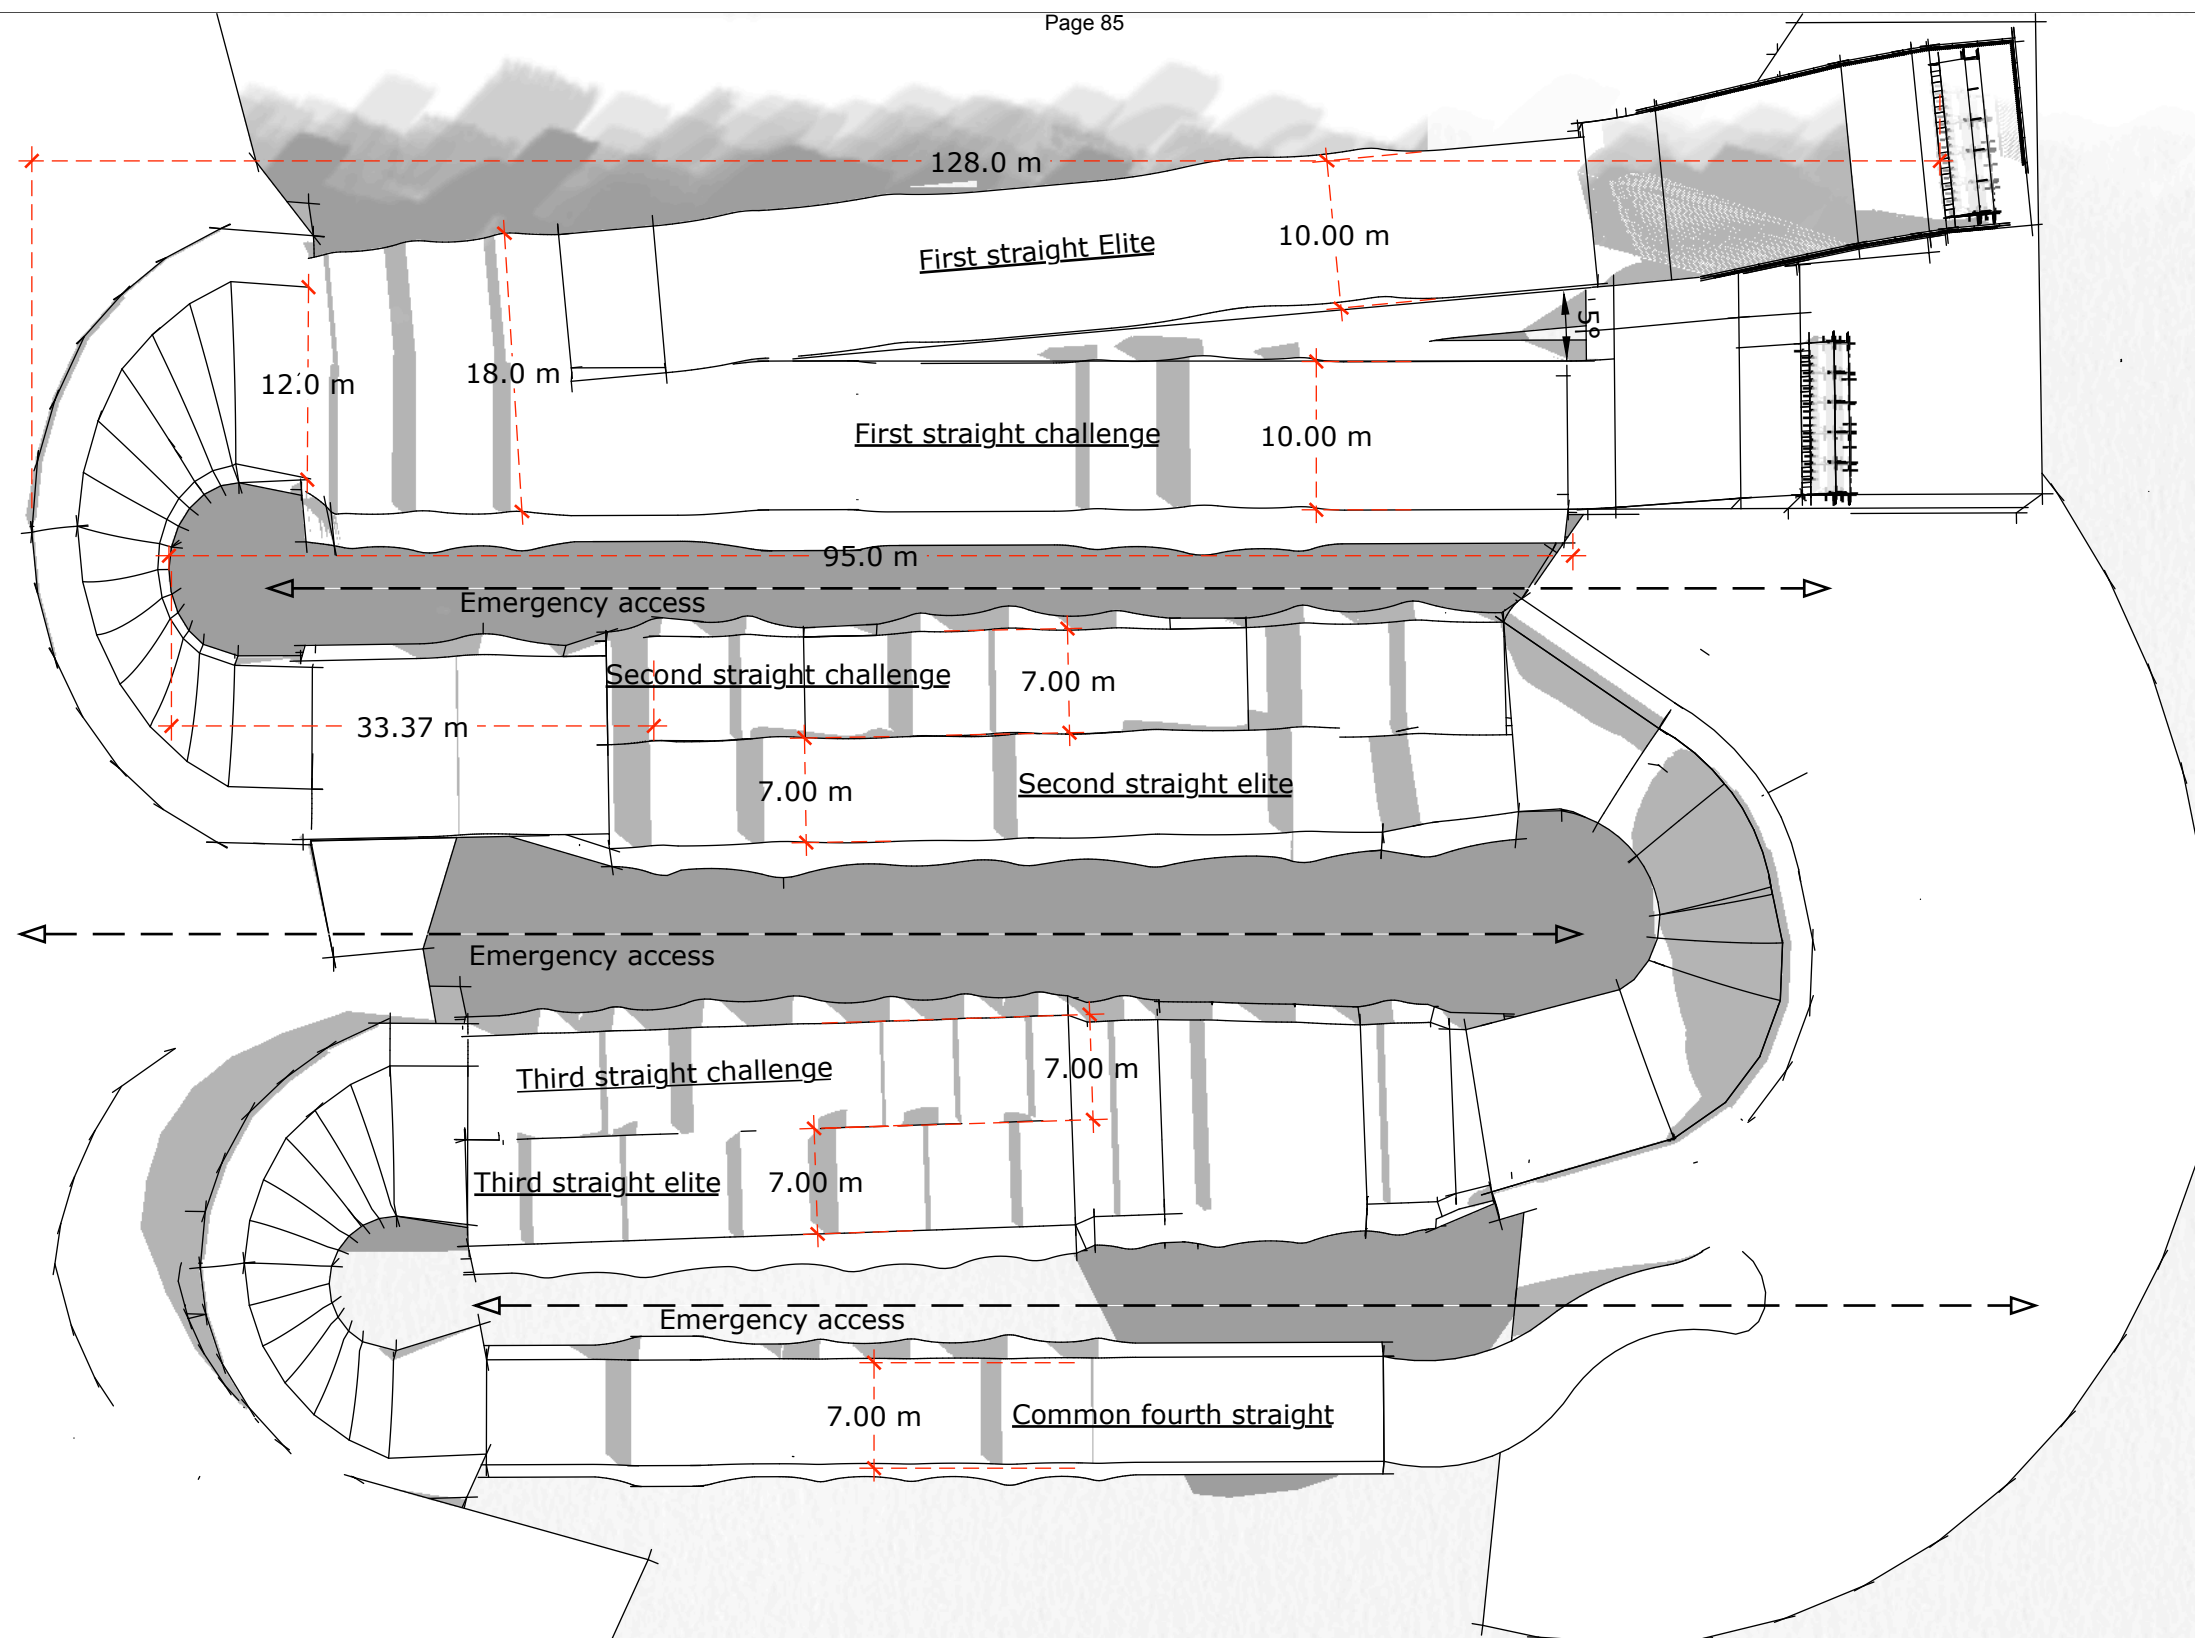 Page 85
128.0 m
First straight Elite
10.00 m
5°
12.0 m
18.0 m
First straight challenge
10.00 m
95.0 m
Emergency access
Second straight challenge
7.00 m
33.37 m
7.00 m
Second straight elite
Emergency access
Third straight challenge
7.00 m
Third straight elite
7.00 m
Emergency access
7.00 m
Common fourth straight